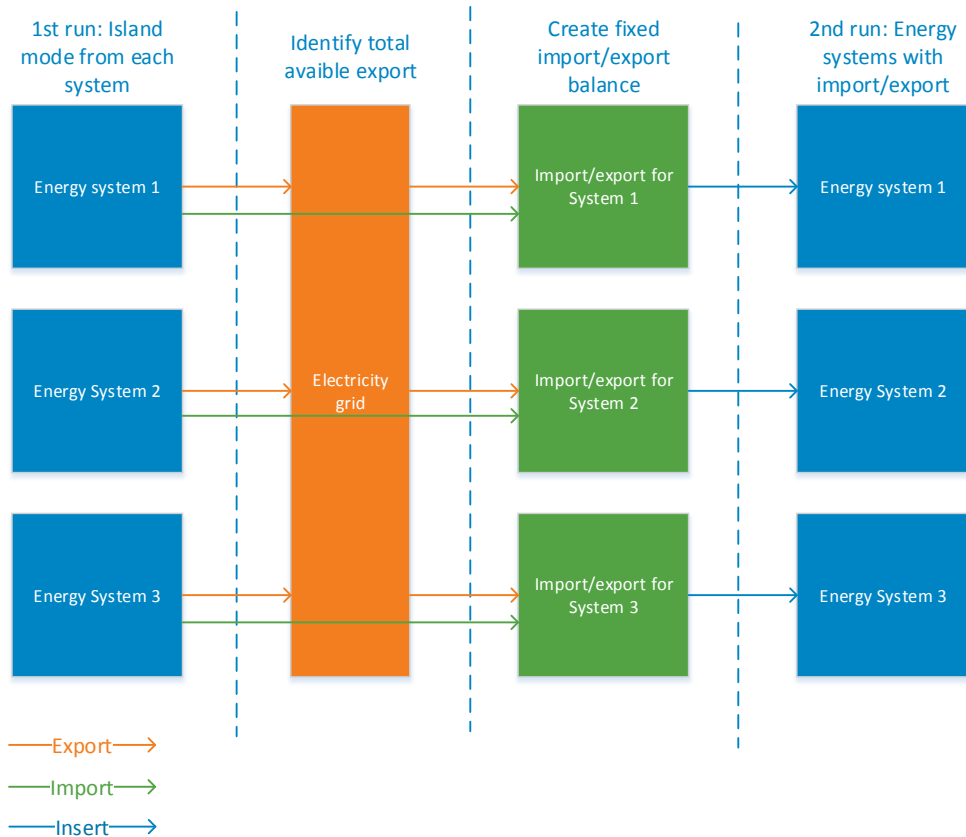 1st run: Island
mode from each
system
Identify total
avaible export
Create fixed
import/export
balance
2nd run: Energy
systems with
import/export
Energy system 1
Import/export for
System 1
Energy system 1
Energy System 2
Electricity
grid
Import/export for
System 2
Energy System 2
Energy System 3
Import/export for
System 3
Energy System 3
Export
Import
Insert